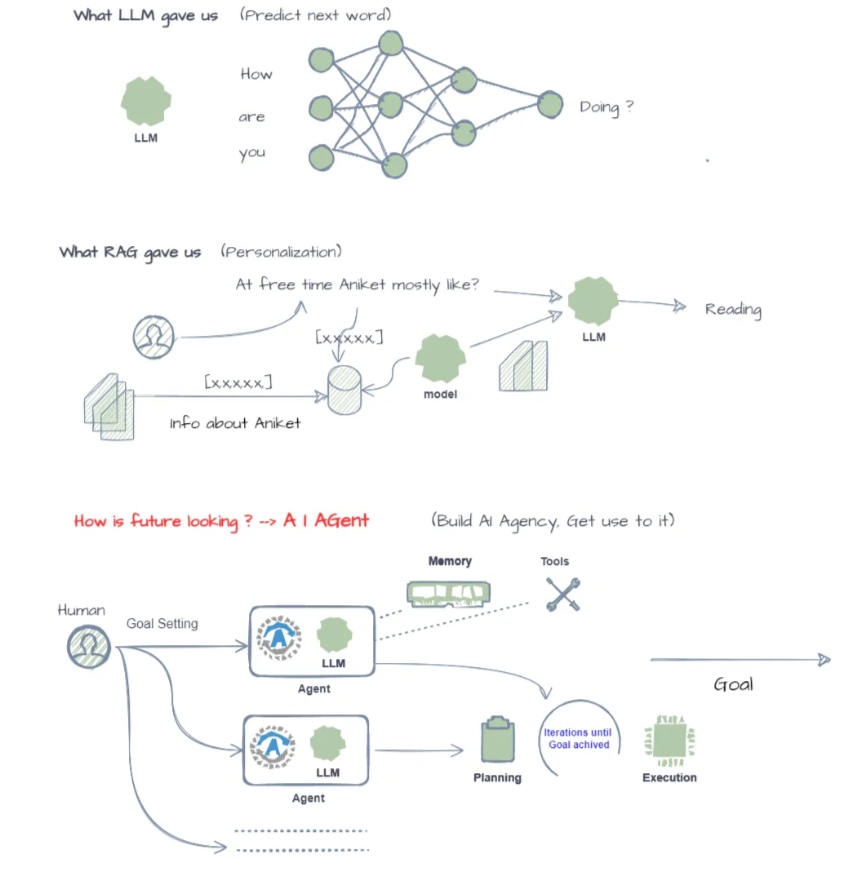 What LLM gave us (Predict next word)
How
are
you
Doing ?
LLM
What RAG gave us (Personalization)
At free time Aniket mostly like?
[xxxxx]
LLM
Reading
[xxxxx]
model
Info about Aniket
How is future looking ? --> A I AGent (Build AI Agency, Get use to it)
Memory
Tools
Human
Goal Setting
LLM
Agent
Goal
Iterations until
Goal achived
LLM
Agent
Planning
Execution